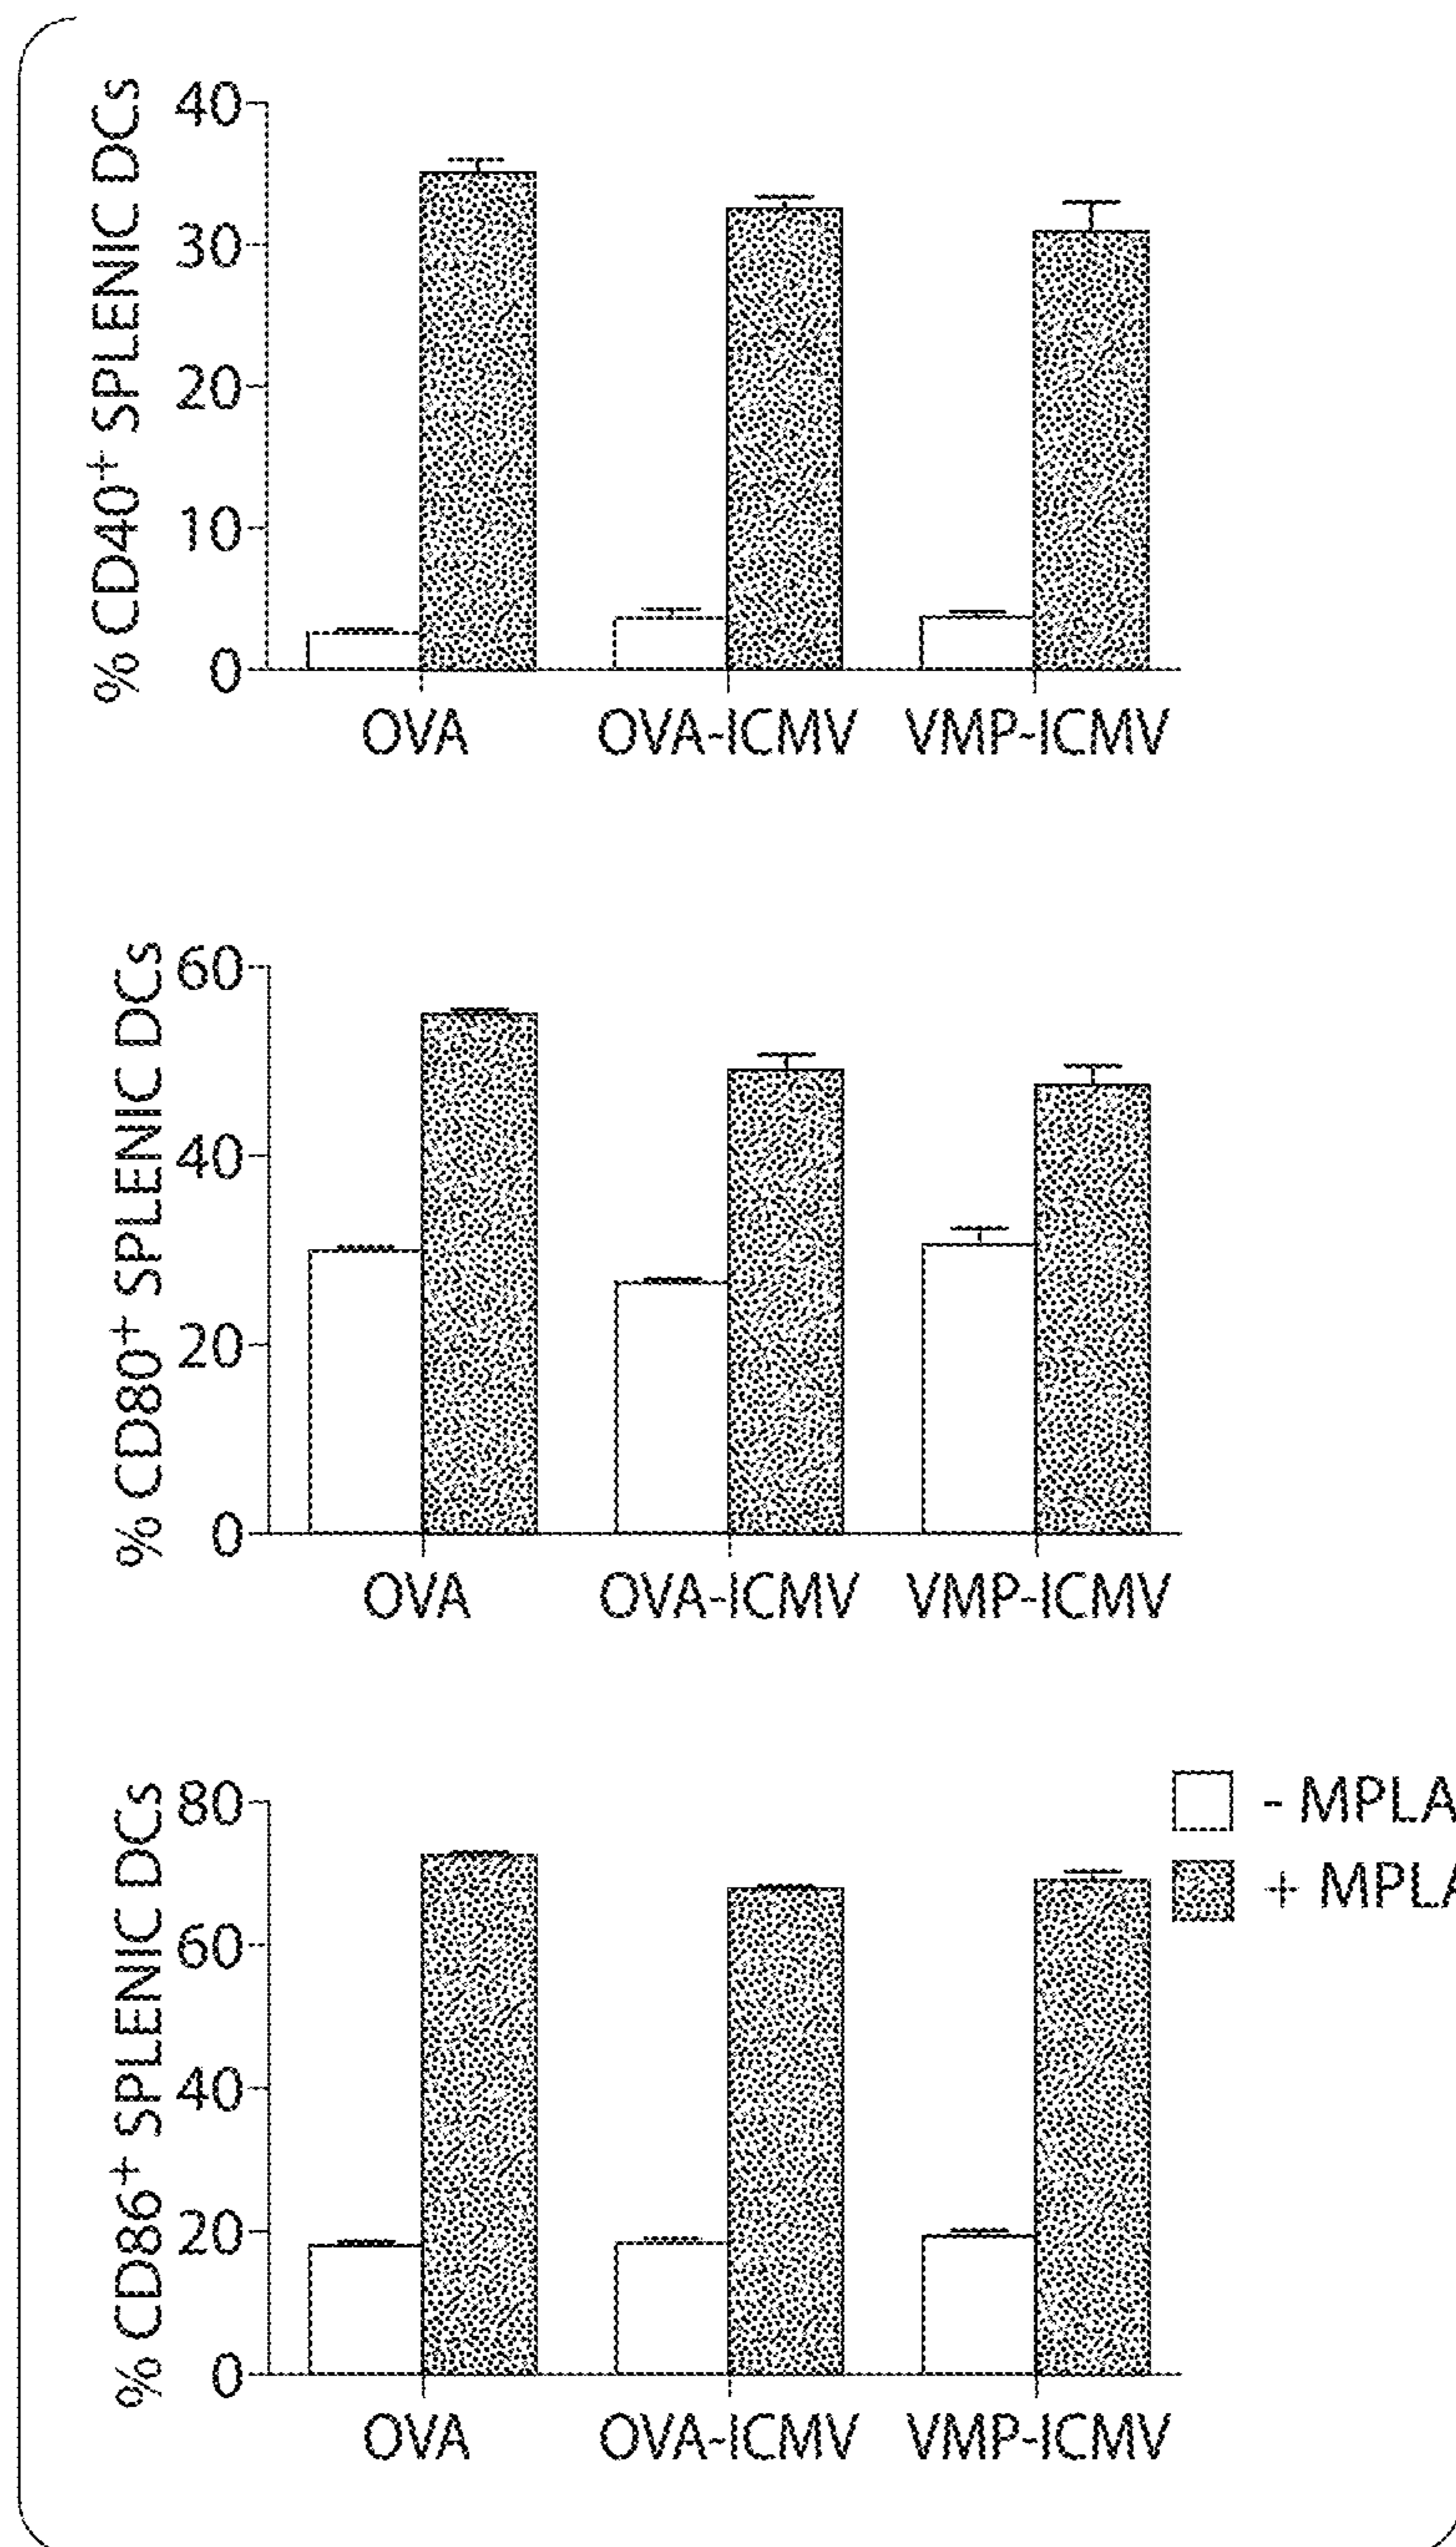 % CD40+ SPLENIC DCs
40
30
20
10
0
OVA OVA-ICMV VMP-ICMV
% CD80+ SPLENIC DCs
60
40
20
0
OVA OVA-ICMV VMP-ICMV
% CD86+ SPLENIC DCs
80
60
40
20
0
OVA OVA-ICMV VMP-ICMV
- MPLA
+ MPLA